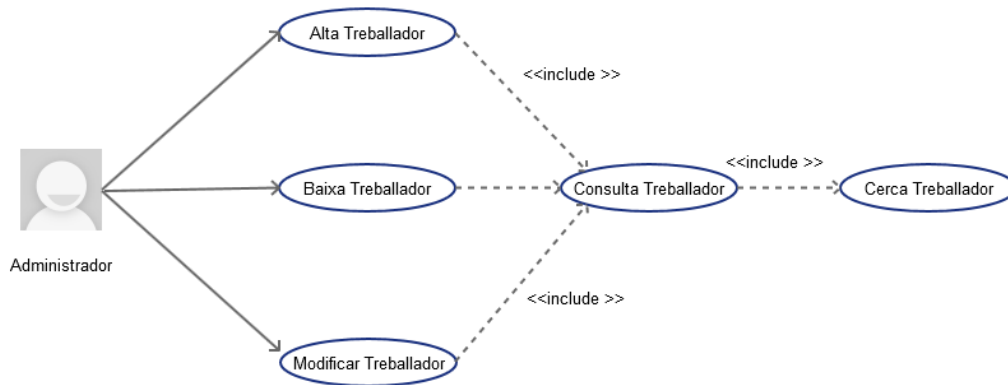 Alta Treballador
<<include >>
<<include >>
Baixa Treballador
Consulta Treballador
Cerca Treballador
Administrador
<<include >>
Modificar Treballador